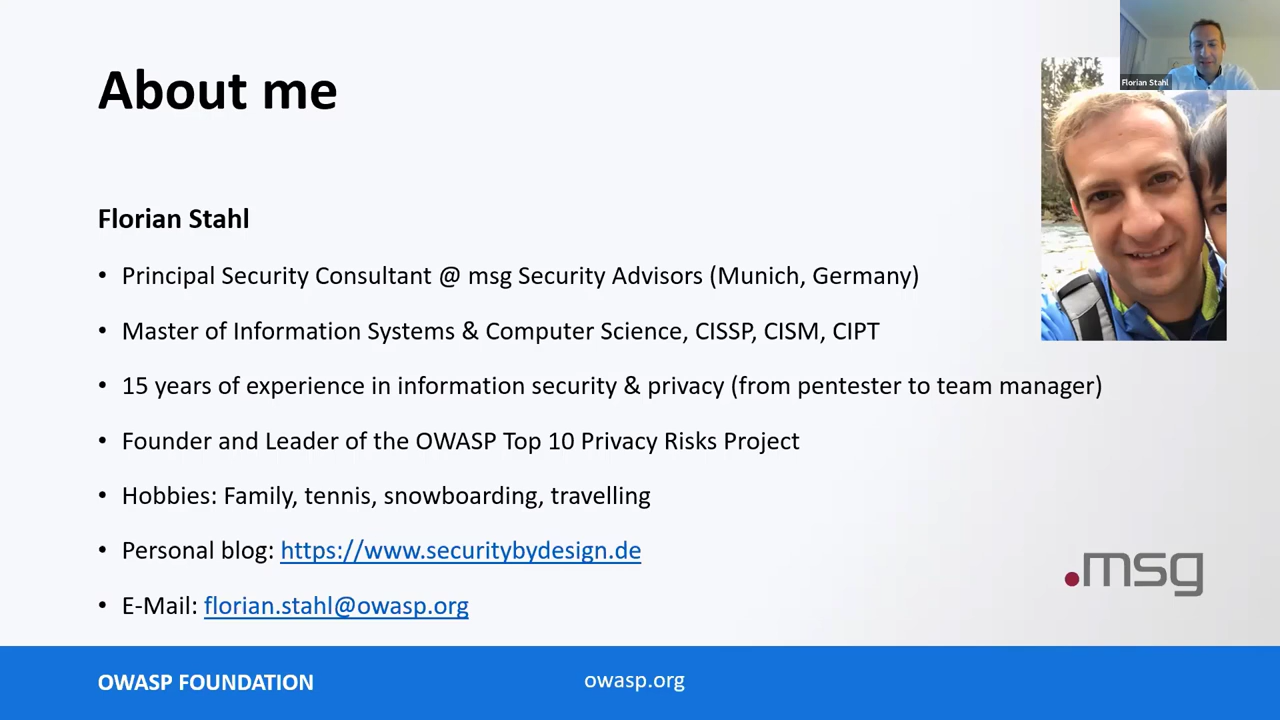 About me
Florian Stahl
Florian Stahl
• Principal Security Consultant @ msg Security Advisors (Munich, Germany)
• Master of Information Systems & Computer Science, CISSP, CISM, CIPT
• 15 years of experience in information security & privacy (from pentester to team manager)
• Founder and Leader of the OWASP Top 10 Privacy Risks Project
• Hobbies: Family, tennis, snowboarding, travelling
• Personal blog: https://www.securitybydesign.de
• E-Mail: florian.stahl@owasp.org
.msg
OWASP FOUNDATION
owasp.org